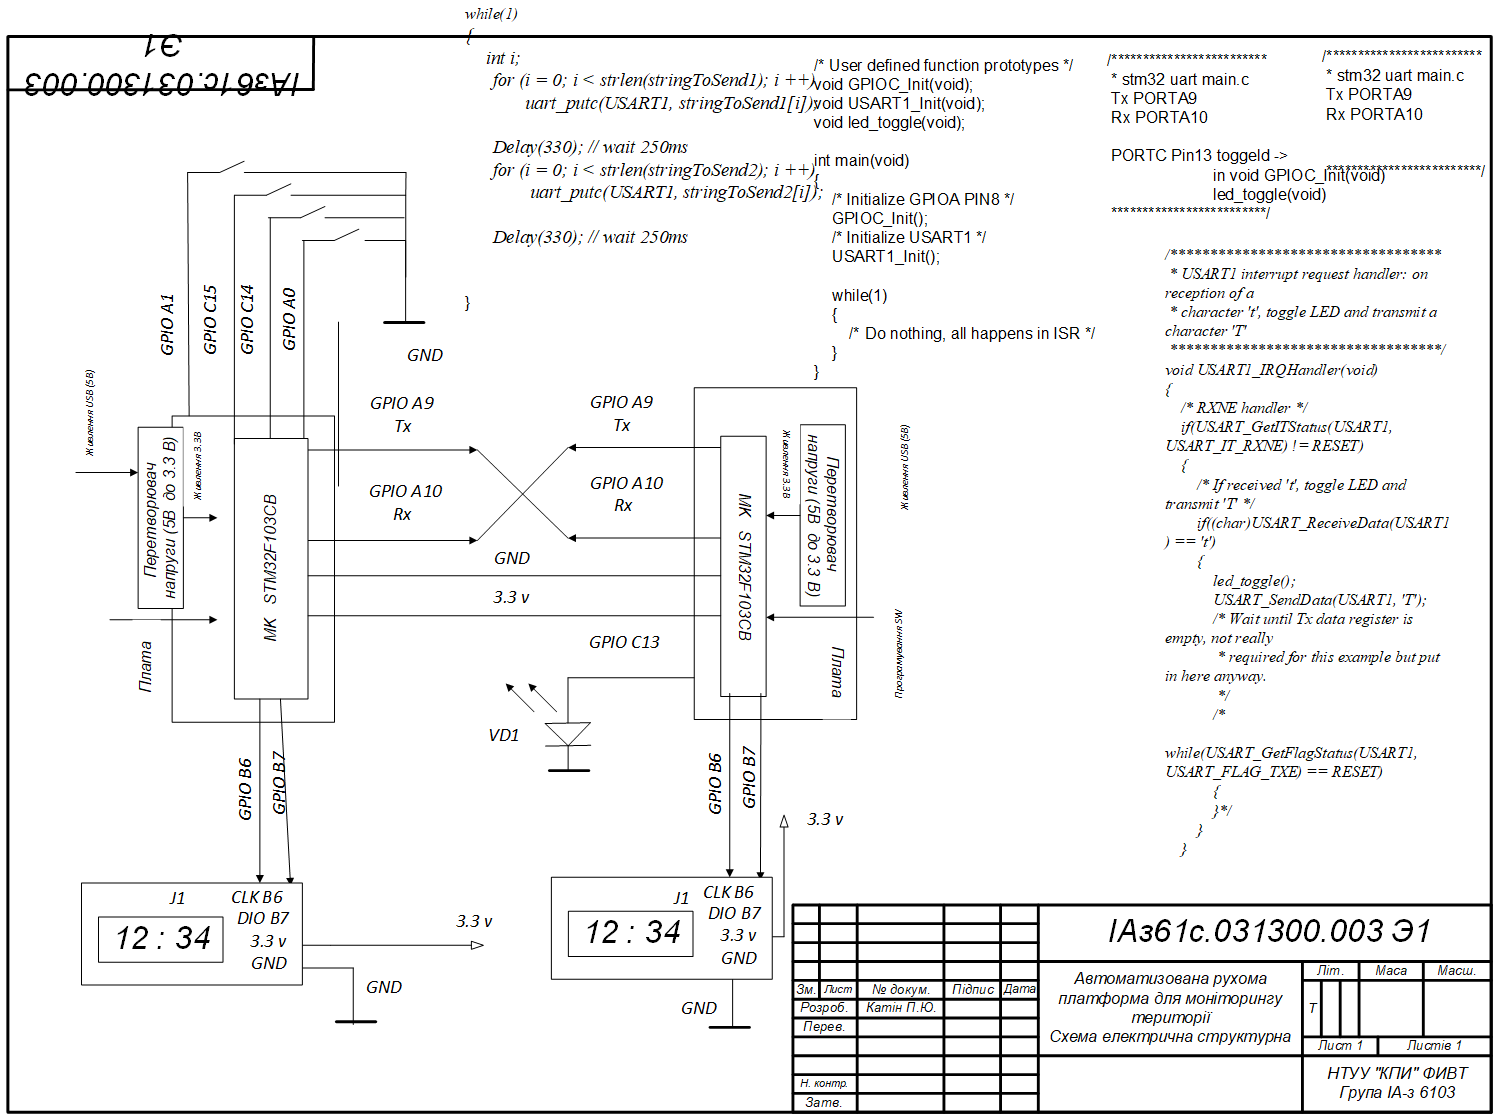 while(1)
{
int i;
for (i = 0; i < strlen(stringToSend1); i ++)
uart_putc(USART1, stringToSend1[i]);
Delay(330); // wait 250ms
for (i = 0; i < strlen(stringToSend2); i ++)
uart_putc(USART1, stringToSend2[i]);
Delay(330); // wait 250ms
}
ІАз61с.031300.003 Э1
/* User defined function prototypes */
void GPIOC_Init(void);
void USART1_Init(void);
void led_toggle(void);
int main(void)
{
/* Initialize GPIOA PIN8 */
GPIOC_Init();
/* Initialize USART1 */
USART1_Init();
while(1)
{
/* Do nothing, all happens in ISR */
}
}
/*************************
* stm32 uart main.c
Tx PORTA9
Rx PORTA10
PORTC Pin13 toggeld ->
in void GPIOC_Init(void)
led_toggle(void)
*************************/
/*************************
* stm32 uart main.c
Tx PORTA9
Rx PORTA10
*************************/
/**********************************
* USART1 interrupt request handler: on
reception of a
* character 't', toggle LED and transmit a
character 'T'
**********************************/
void USART1_IRQHandler(void)
{
/* RXNE handler */
if(USART_GetITStatus(USART1,
USART_IT_RXNE) != RESET)
{
/* If received 't', toggle LED and
transmit 'T' */
if((char)USART_ReceiveData(USART1
) == 't')
{
led_toggle();
USART_SendData(USART1, 'T');
/* Wait until Tx data register is
empty, not really
* required for this example but put
in here anyway.
*/
/*
while(USART_GetFlagStatus(USART1,
USART_FLAG_TXE) == RESET)
{
}*/
}
}
GPIO A1
GPIO C15
GPIO C14
GPIO A0
GND
Живлення USB (5В)
Перетворювач
напруги (5В до 3.3 В)
Живлення 3.3В
МК STM32F103CB
Плата
GPIO A9
Tx
GPIO A10
Rx
GPIO A9
Tx
GPIO A10
Rx
GND
3.3 v
GPIO C13
VD1
МК STM32F103CB
Живлення 3.3В
Перетворювач
напруги (5В до 3.3 В)
Живлення USB (5В)
Програмування SW
Плата
GPIO B6
GPIO B7
GPIO B6
GPIO B7
J1
CLK B6
DIO B7
3.3 v
GND
12 : 34
3.3 v
GND
J1
CLK B6
DIO B7
3.3 v
GND
12 : 34
3.3 v
GND
ІАз61с.031300.003 Э1
Автоматизована рухома
платформа для моніторингу
території
Схема електрична структурна
Літ.
Маса
Масш.
Т
Лист 1
Листів 1
НТУУ "КПИ" ФИВТ
Група ІА-з 6103
Зм.
Лист
№ докум.
Підпис
Дата
Розроб.
Катін П.Ю.
Перев.
Н. контр.
Затв.